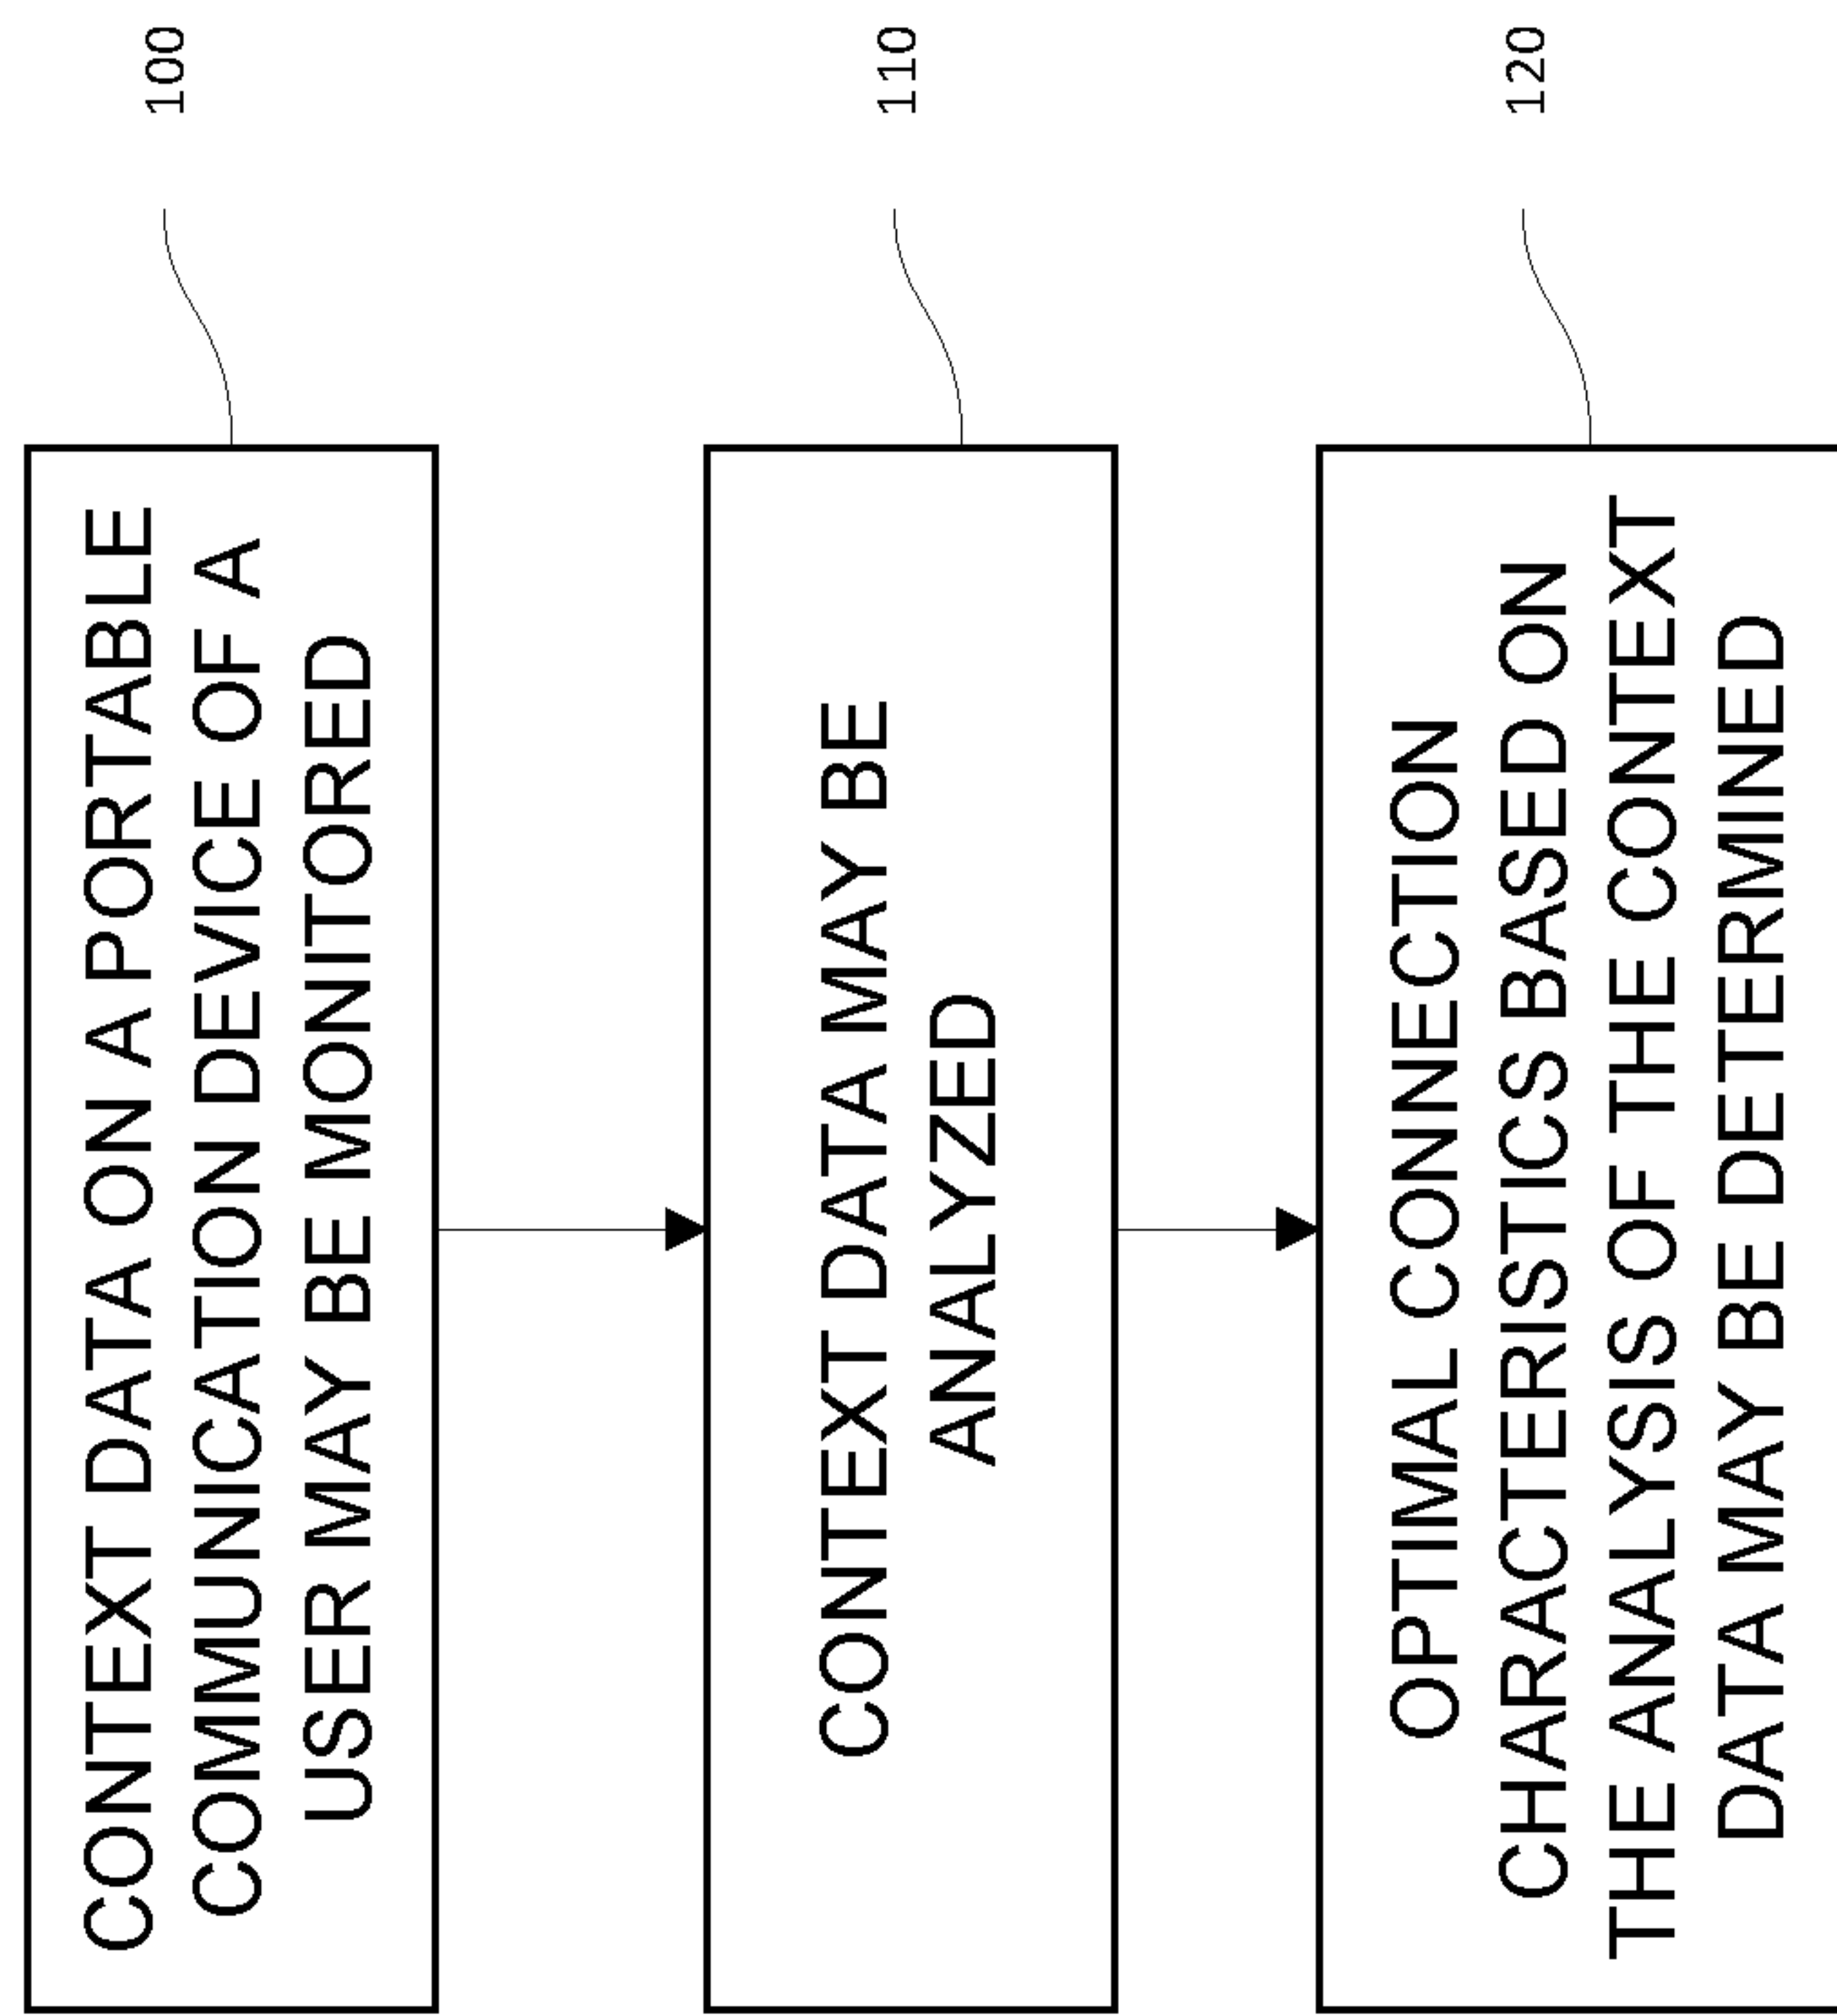 CONTEXT DATA ON A PORTABLE
COMMUNICATION DEVICE OF A
USER MAY BE MONITORED
100
CONTEXT DATA MAY BE
ANALYZED
110
OPTIMAL CONNECTION
CHARACTERISTICS BASED ON
THE ANALYSIS OF THE CONTEXT
DATA MAY BE DETERMINED
120